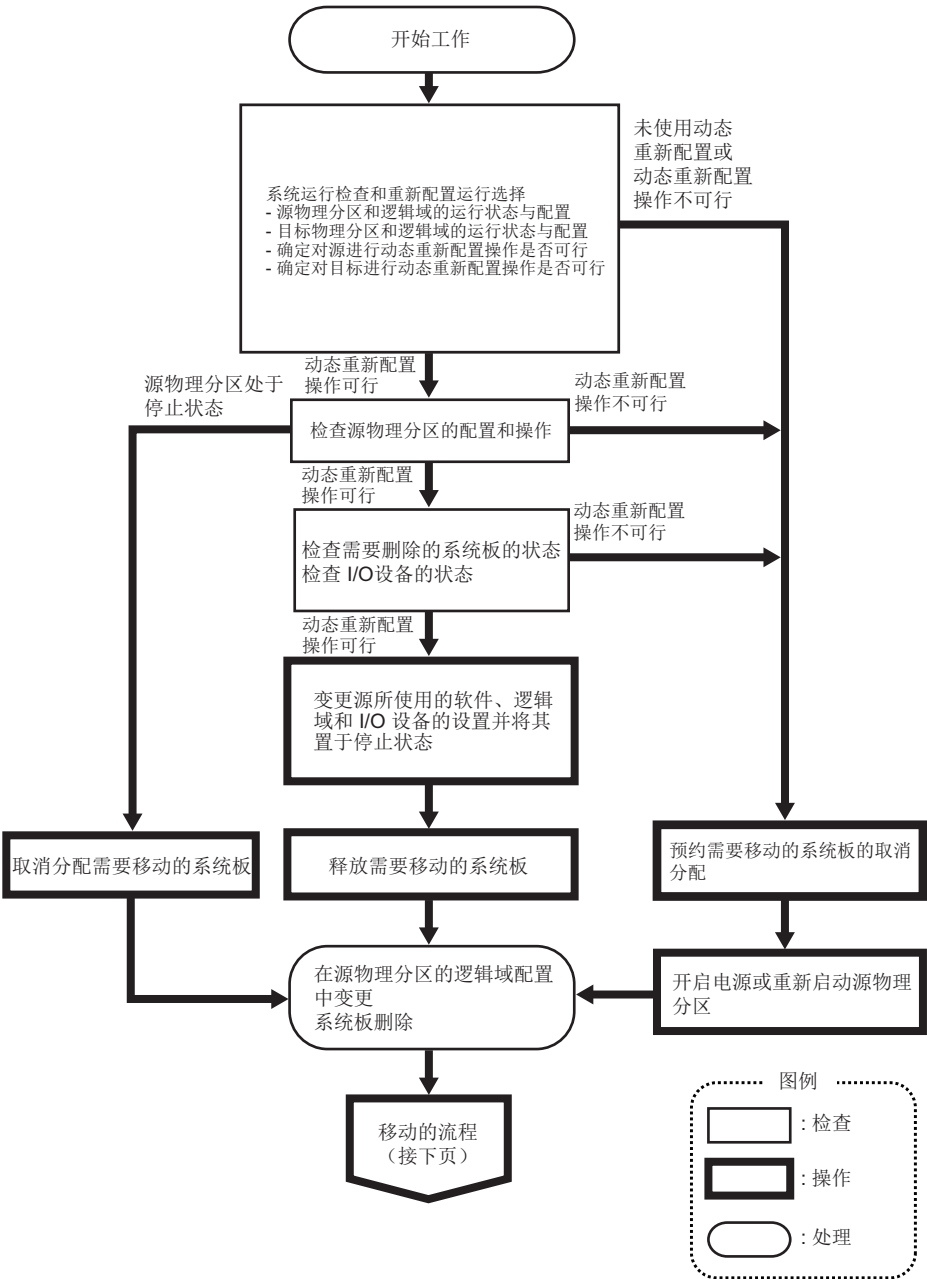 开始工作
未使用动态
重新配置或
动态重新配置
操作不可行
系统运行检查和重新配置运行选择
- 源物理分区和逻辑域的运行状态与配置
- 目标物理分区和逻辑域的运行状态与配置
- 确定对源进行动态重新配置操作是否可行
- 确定对目标进行动态重新配置操作是否可行
动态重新配置
操作可行
源物理分区处于
停止状态
动态重新配置
操作不可行
检查源物理分区的配置和操作
动态重新配置
操作可行
动态重新配置
操作不可行
检查需要删除的系统板的状态
检查 I/O设备的状态
动态重新配置
操作可行
变更源所使用的软件、逻辑
域和 I/O 设备的设置并将其
置于停止状态
取消分配需要移动的系统板
释放需要移动的系统板
预约需要移动的系统板的取消
分配
在源物理分区的逻辑域配置
中变更
系统板删除
开启电源或重新启动源物理
分区
移动的流程
（接下页）
图例
: 检查
: 操作
: 处理